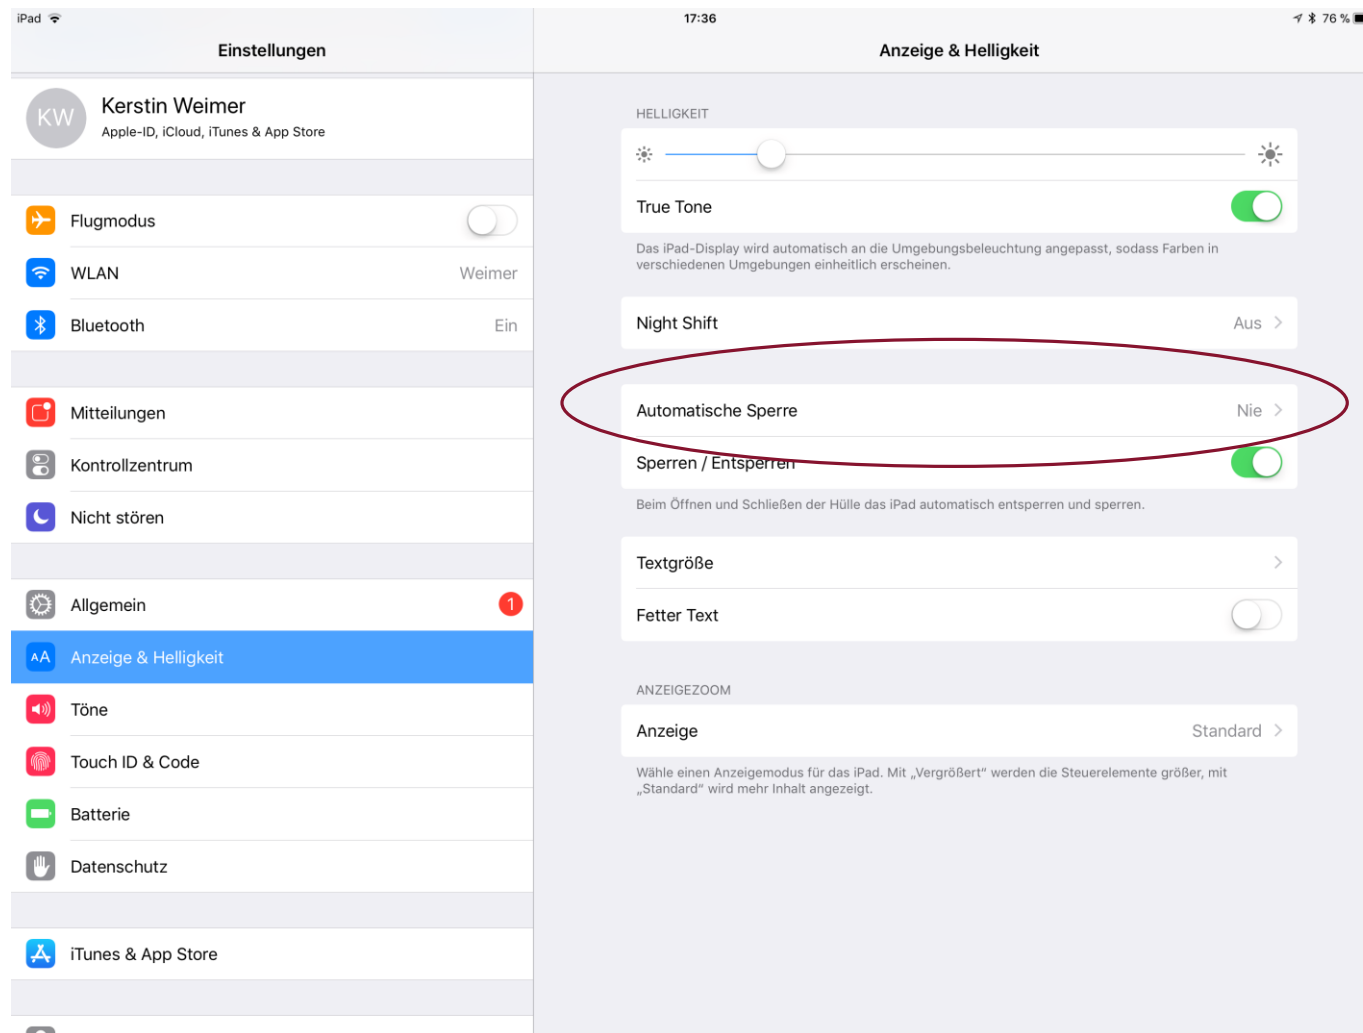 iPad 17:36 76 %
Einstellungen
KW
Kerstin Weimer
Apple-ID, iCloud, iTunes & App Store
Flugmodus
WLAN Weimer
Bluetooth Ein
Mitteilungen
Kontrollzentrum
Nicht stören
Allgemein 1
AA Anzeige & Helligkeit
Töne
Touch ID & Code
Batterie
Datenschutz
iTunes & App Store
Anzeige & Helligkeit
HELLIGKEIT
True Tone
Das iPad-Display wird automatisch an die Umgebungsbeleuchtung angepasst, sodass Farben in
verschiedenen Umgebungen einheitlich erscheinen.
Night Shift Aus
Automatische Sperre Nie
Sperren / Entsperren
Beim Öffnen und Schließen der Hülle das iPad automatisch entsperren und sperren.
Textgröße
Fetter Text
ANZEIGEZOOM
Anzeige Standard
Wähle einen Anzeigemodus für das iPad. Mit „Vergrößert“ werden die Steuerelemente größer, mit
„Standard“ wird mehr Inhalt angezeigt.